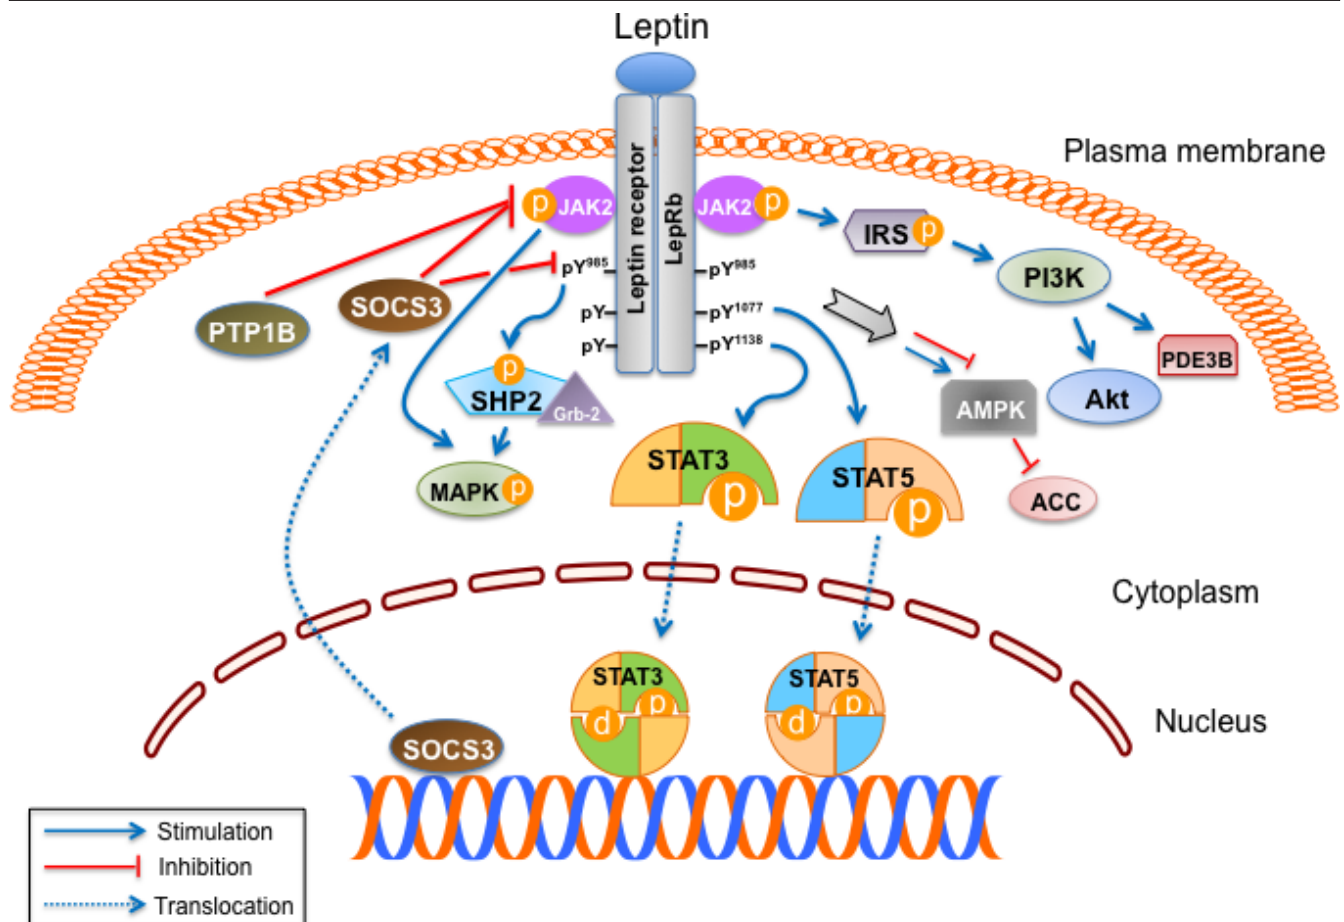 Leptin
Plasma membrane
Leptin receptor
LepRb
p
JAK2
JAK2
p
IRS
p
PI3K
PDE3B
Akt
PTP1B
SOCS3
pY985
pY
pY
pY985
pY1077
pY1138
p
SHP2
Grb-2
MAPK
p
AMPK
ACC
STAT3
p
STAT5
p
Cytoplasm
Nucleus
STAT3
p
d
STAT5
p
d
SOCS3
Stimulation
Inhibition
Translocation